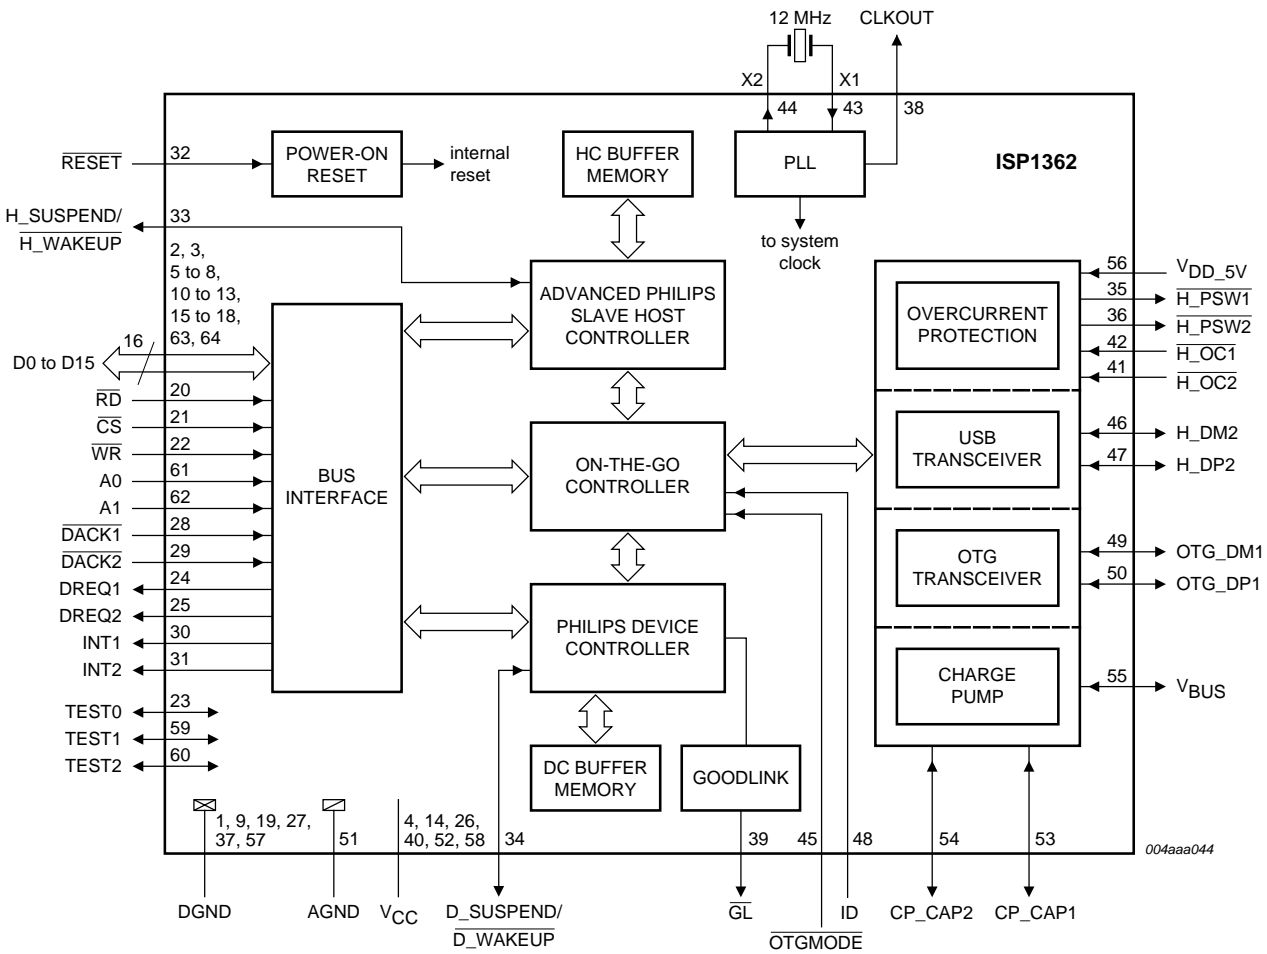 12 MHz
CLKOUT
X2
X1
44
43
38
RESET
32
POWER-ON
RESET
internal
reset
HC BUFFER
MEMORY
PLL
ISP1362
to system
clock
H_SUSPEND/
H_WAKEUP
33
2, 3,
5 to 8,
10 to 13,
15 to 18,
63, 64
D0 to D15
16
RD
20
CS
21
WR
22
A0
61
A1
62
DACK1
28
DACK2
29
DREQ1
24
DREQ2
25
INT1
30
INT2
31
TEST0
23
TEST1
59
TEST2
60
BUS
INTERFACE
ADVANCED PHILIPS
SLAVE HOST
CONTROLLER
ON-THE-GO
CONTROLLER
PHILIPS DEVICE
CONTROLLER
DC BUFFER
MEMORY
GOODLINK
OVERCURRENT
PROTECTION
USB
TRANSCEIVER
OTG
TRANSCEIVER
CHARGE
PUMP
56
VDD_5V
35
H_PSW1
36
H_PSW2
42
H_OC1
41
H_OC2
46
H_DM2
47
H_DP2
49
OTG_DM1
50
OTG_DP1
55
VBUS
1, 9, 19, 27,
37, 57
51
4, 14, 26,
40, 52, 58
34
39
45
48
54
53
004aaa044
DGND
AGND
VCC
D_SUSPEND/
D_WAKEUP
GL
OTGMODE
ID
CP_CAP2
CP_CAP1